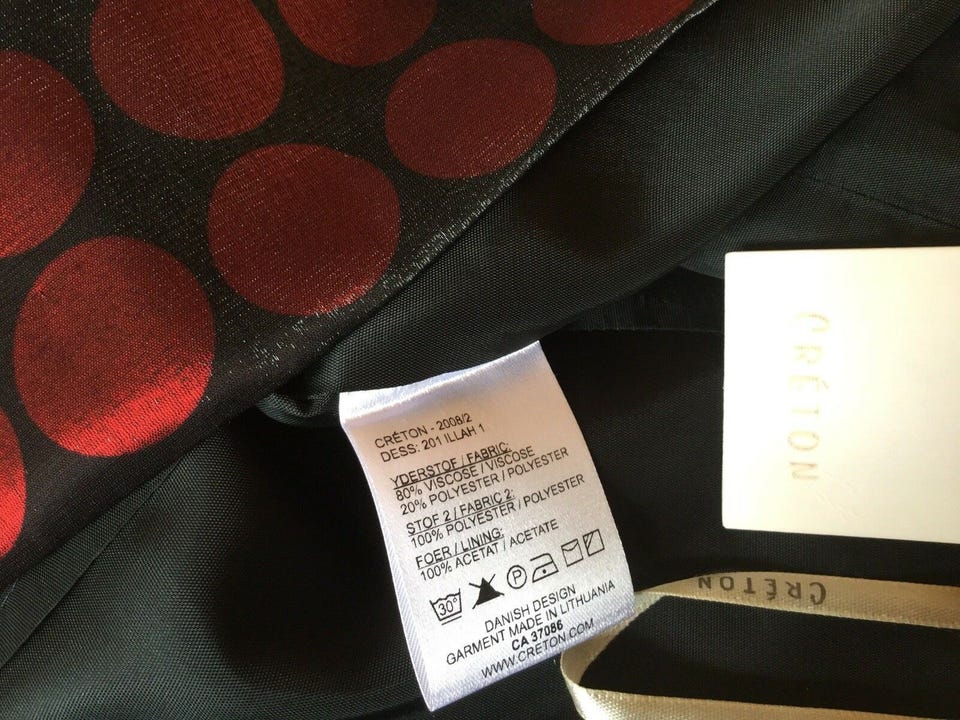 CRÉTON - 2008/2
DESS: 201 ILLAH 1
YDERSTOF / FABRIC:
80% VISCOSE / VISCOSE
20% POLYESTER / POLYESTER
STOF 2 / FABRIC 2:
100% POLYESTER / POLYESTER
FOER / LINING:
100% ACETAT / ACETATE
30° P
DANISH DESIGN
GARMENT MADE IN LITHUANIA
CA 37086
WWW.CRETON.COM
CRÉTON
CRÉTON